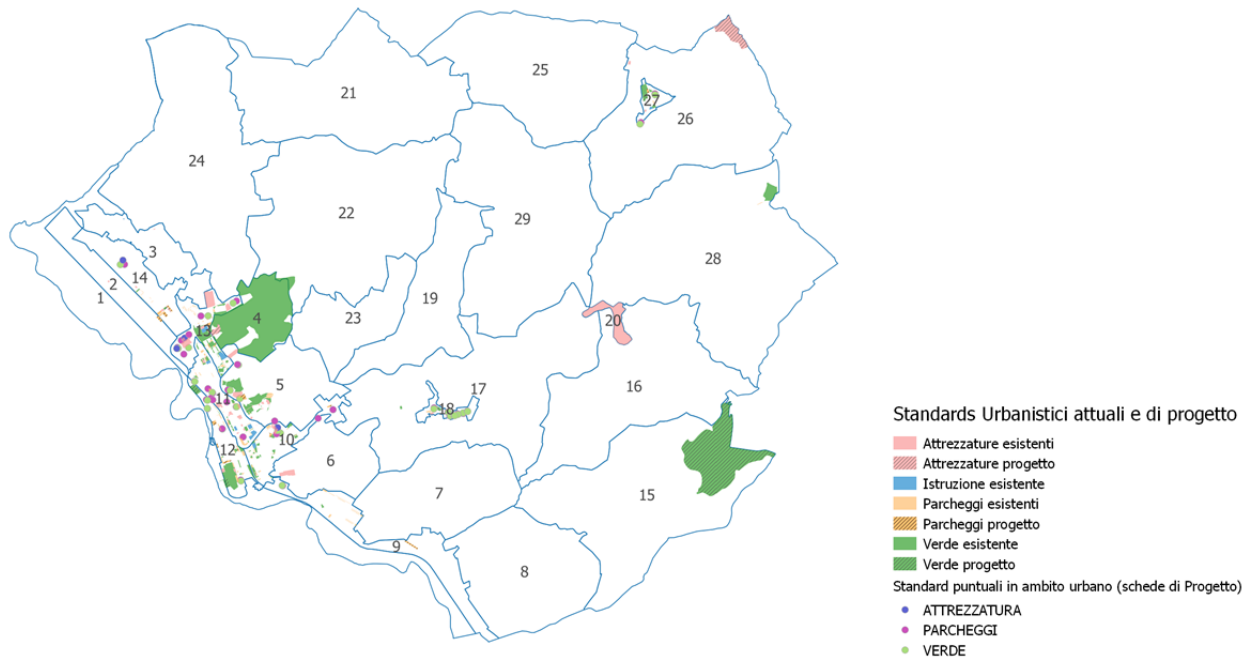 25
21
27
26
24
22
29
3
28
14
2
1
19
20
4
23
13
16
5
17
11
18
10
12
6
7
15
9
8
Standards Urbanistici attuali e di progetto
Attrezzature esistenti
Attrezzature progetto
Istruzione esistente
Parcheggi esistenti
Parcheggi progetto
Verde esistente
Verde progetto
Standard puntuali in ambito urbano (schede di Progetto)
ATTREZZATURA
PARCHEGGI
VERDE